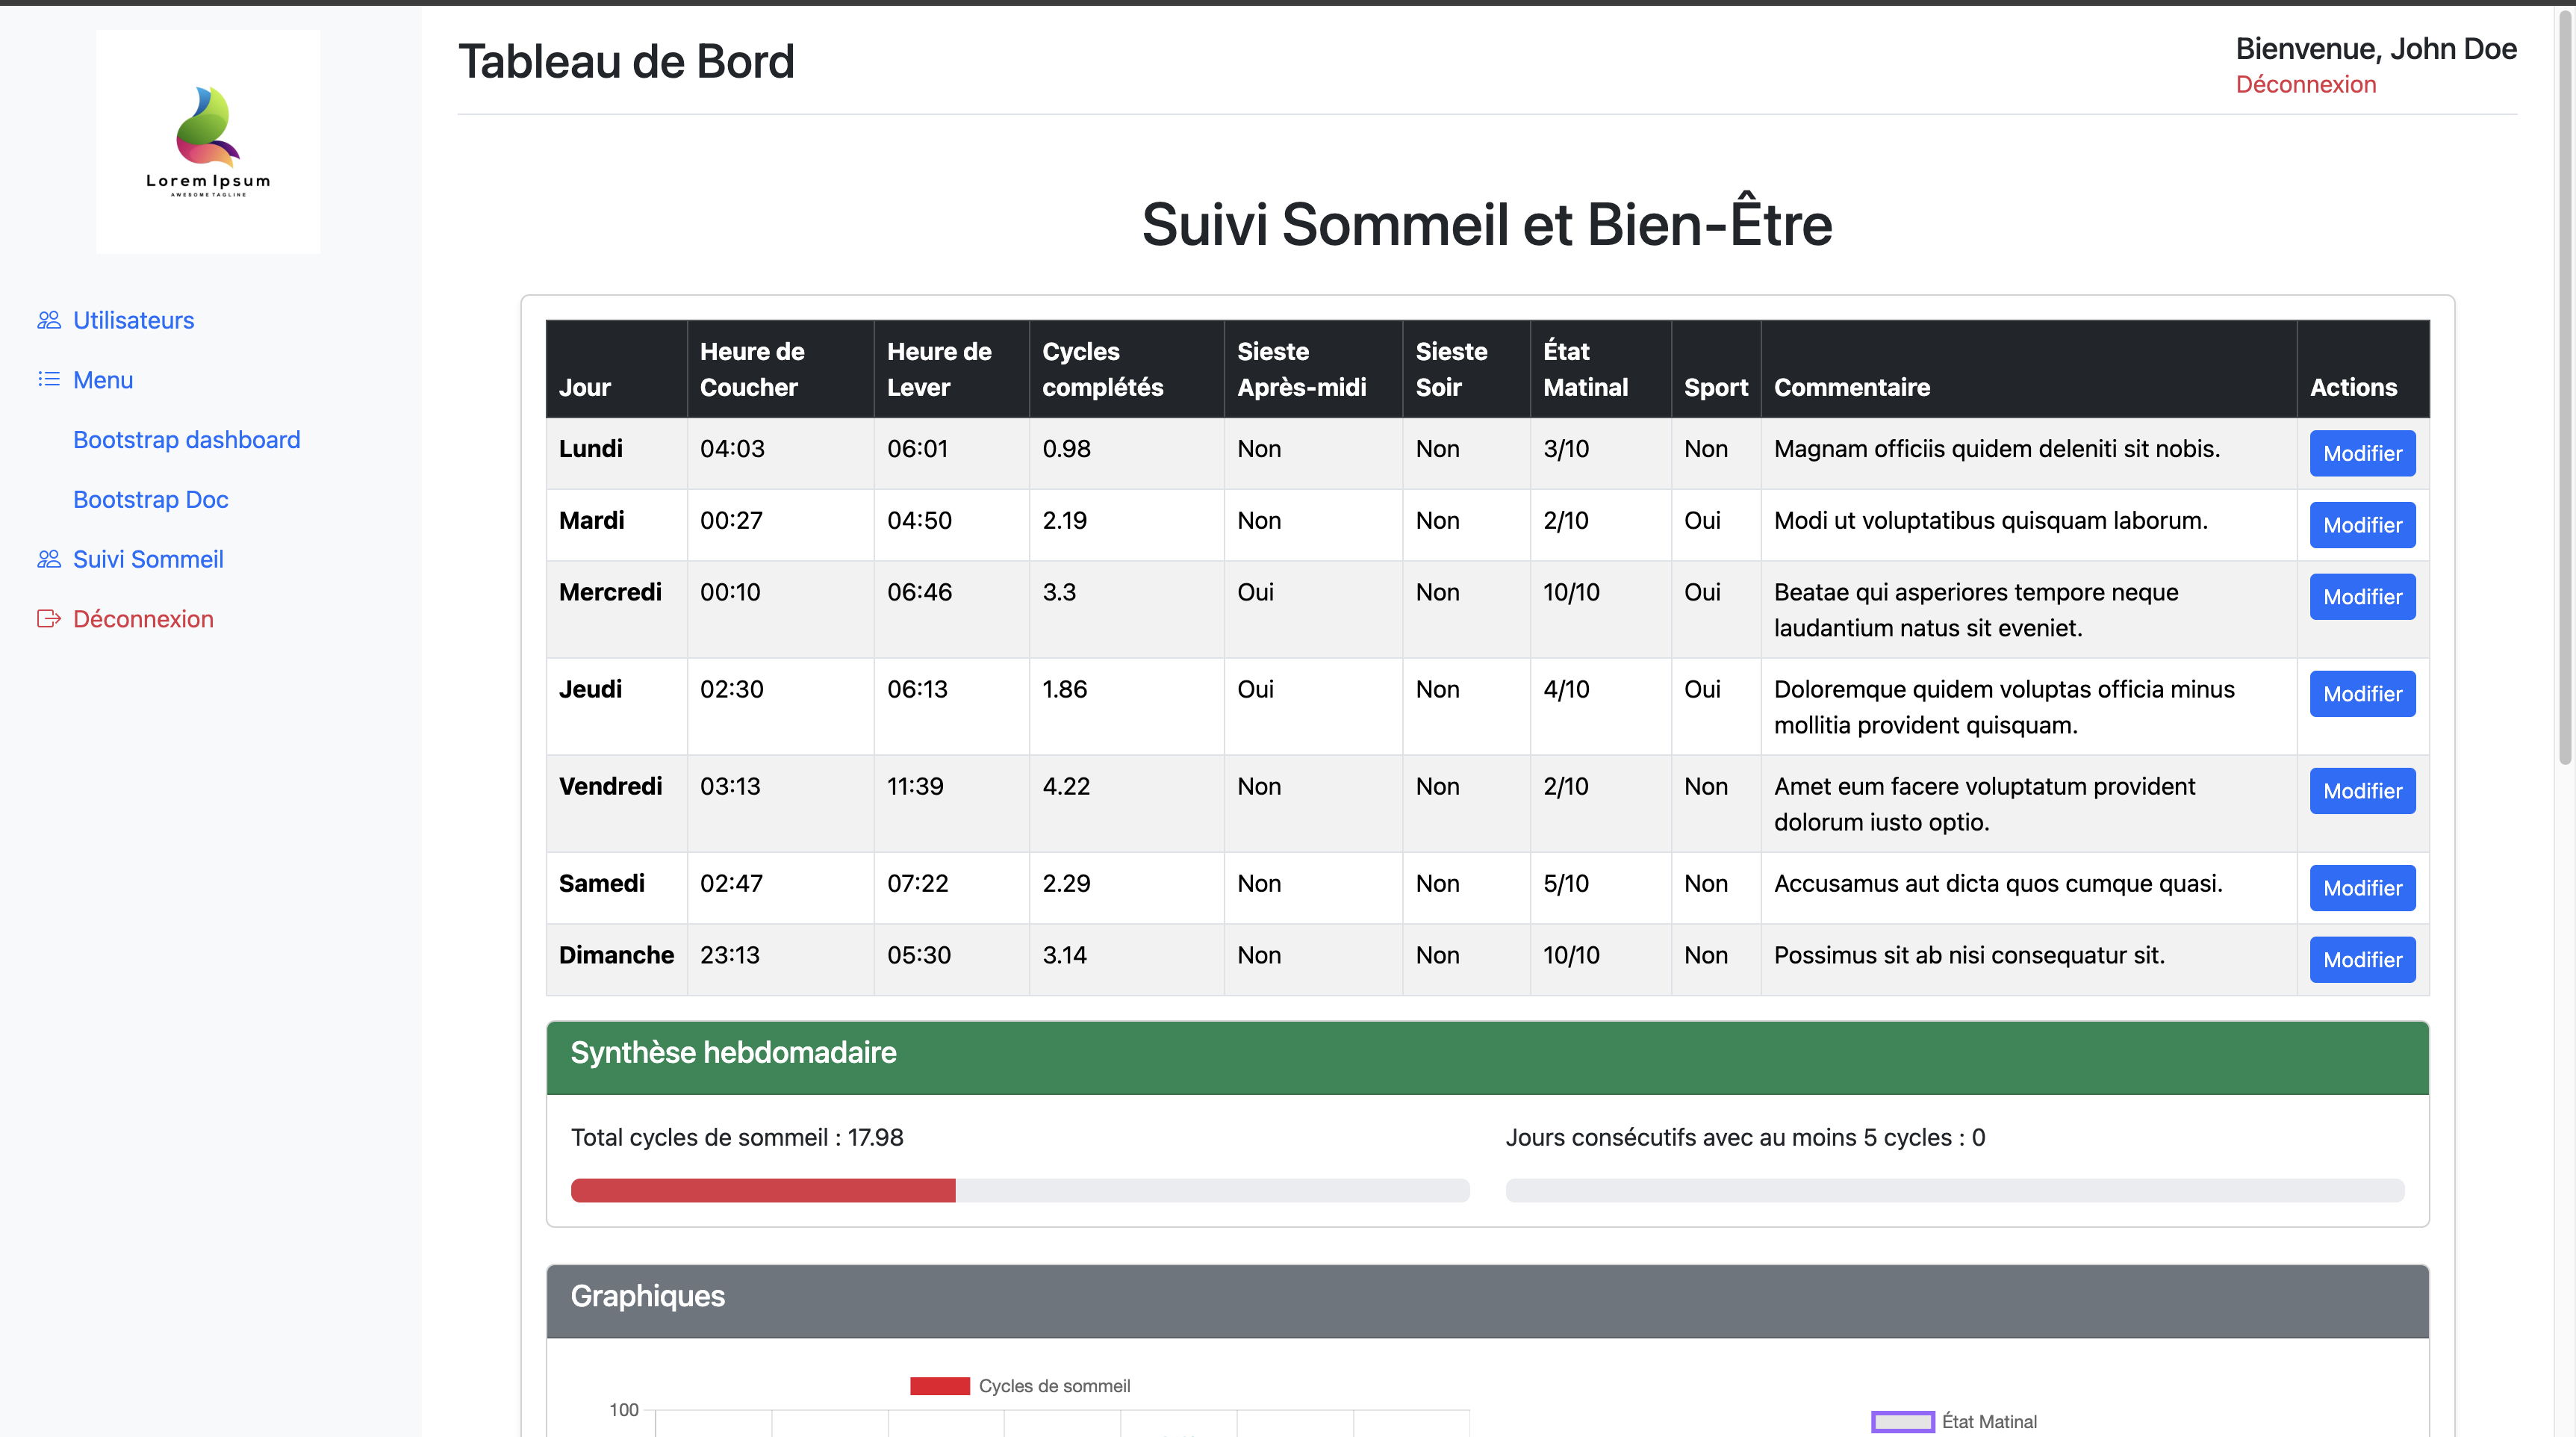 Lorem Ipsum
AWESOME TAGLINE
Utilisateurs
Menu
Bootstrap dashboard
Bootstrap Doc
Suivi Sommeil
Déconnexion
Tableau de Bord
Bienvenue, John Doe
Déconnexion
Suivi Sommeil et Bien-Être
Jour Heure de Coucher Heure de Lever Cycles complétés Sieste Après-midi Sieste Soir État Matinal Sport Commentaire Actions
Lundi 04:03 06:01 0.98 Non Non 3/10 Non Magnam officiis quidem deleniti sit nobis. Modifier
Mardi 00:27 04:50 2.19 Non Non 2/10 Oui Modi ut voluptatibus quisquam laborum. Modifier
Mercredi 00:10 06:46 3.3 Oui Non 10/10 Oui Beatae qui asperiores tempore neque Modifier
laudantium natus sit eveniet.
Jeudi 02:30 06:13 1.86 Oui Non 4/10 Oui Doloremque quidem voluptas officia minus Modifier
mollitia provident quisquam.
Vendredi 03:13 11:39 4.22 Non Non 2/10 Non Amet eum facere voluptatum provident Modifier
dolorum iusto optio.
Samedi 02:47 07:22 2.29 Non Non 5/10 Non Accusamus aut dicta quos cumque quasi. Modifier
Dimanche 23:13 05:30 3.14 Non Non 10/10 Non Possimus sit ab nisi consequatur sit. Modifier
Synthèse hebdomadaire
Total cycles de sommeil : 17.98
Jours consécutifs avec au moins 5 cycles : 0
Graphiques
Cycles de sommeil
100
État Matinal